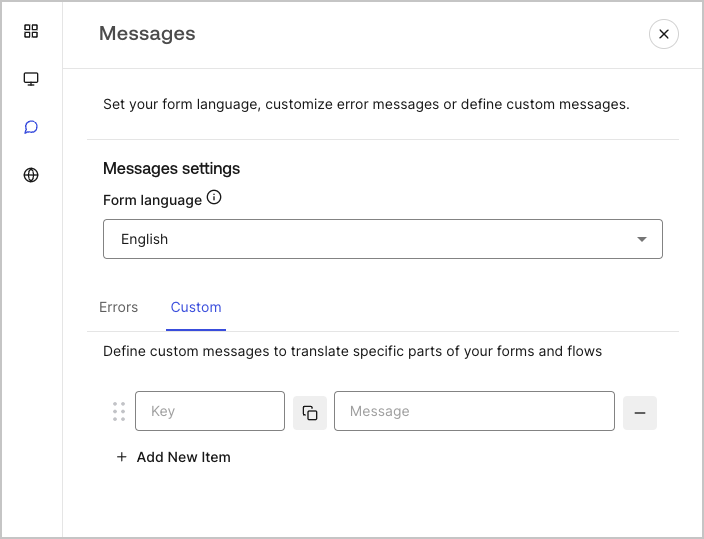 Messages
Set your form language, customize error messages or define custom messages.
Messages settings
Form language
English
Errors
Custom
Define custom messages to translate specific parts of your forms and flows
Key
Message
Add New Item